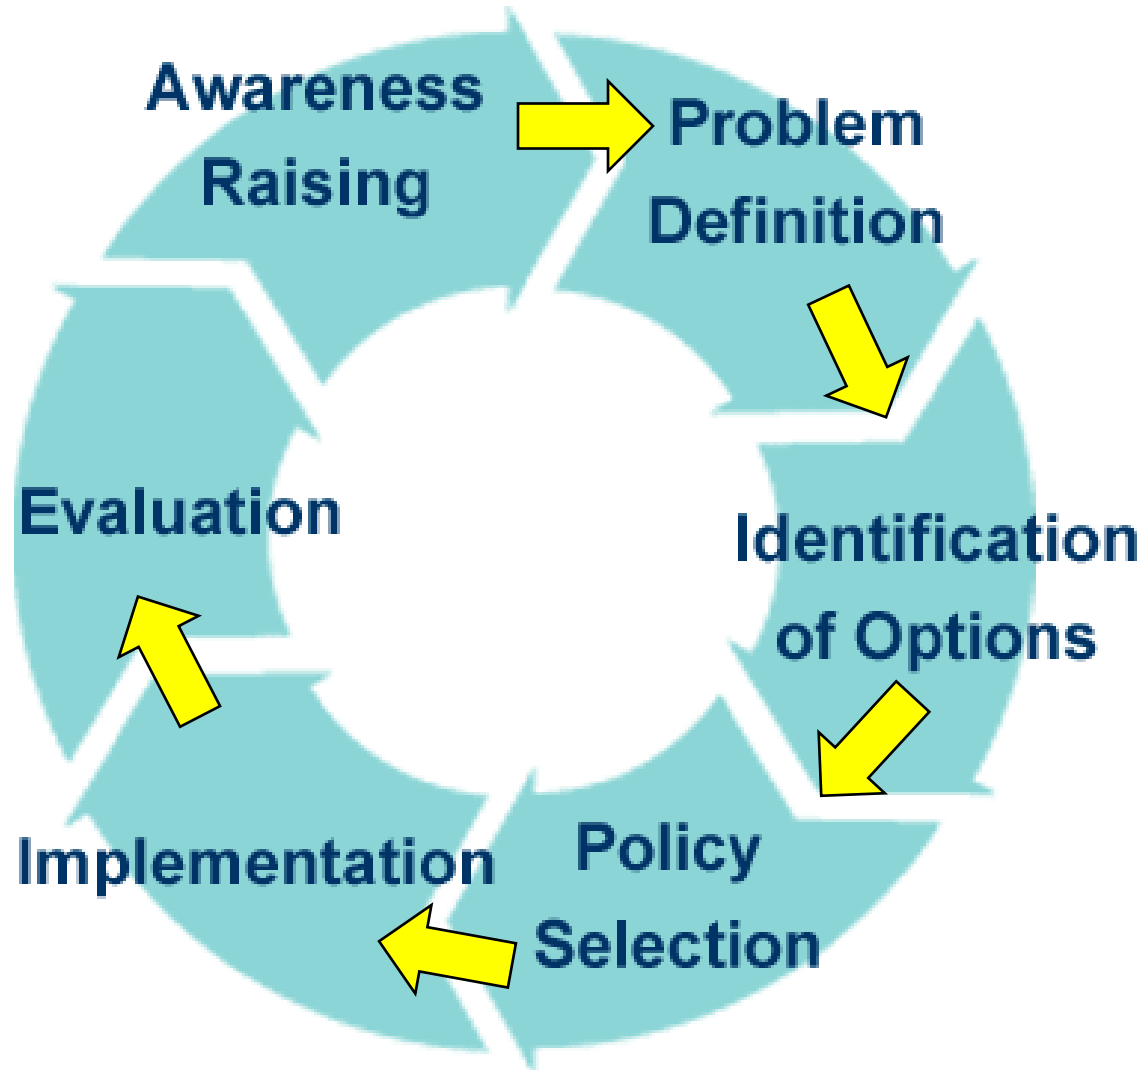 Awareness
Raising
Problem
Definition
Identification
of Options
Policy
Selection
Implementation
Evaluation